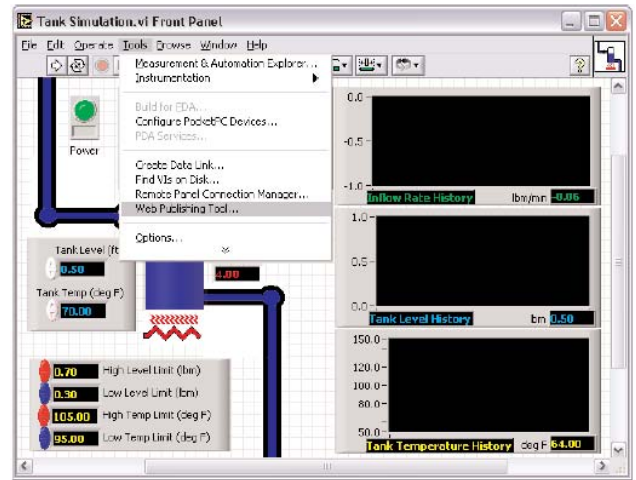 Tank Simulation.vi Front Panel
File Edit Operate Tools Browse Window Help
Measurement & Automation Explorer...
Instrumentation
Build for PDA...
Configure PocketPC Devices...
PDA Services...
Create Data Link...
Find VIs on Disk...
Remote Panel Connection Manager...
Web Publishing Tool...
Options...
Power
Tank Level (ft
0.50
Tank Temp (deg F)
70.00
4.00
0.70 High Level Limit (lbm)
0.30 Low Level Limit (lbm)
105.00 High Temp Limit (deg F)
95.00 Low Temp Limit (deg F)
0.0
-0.5
-1.0
Inflow Rate History lbm/min -0.06
1.0
0.5
0.0
Tank Level History bm 0.50
150.0
120.0
100.0
80.0
50.0
Tank Temperature History deg F 64.00